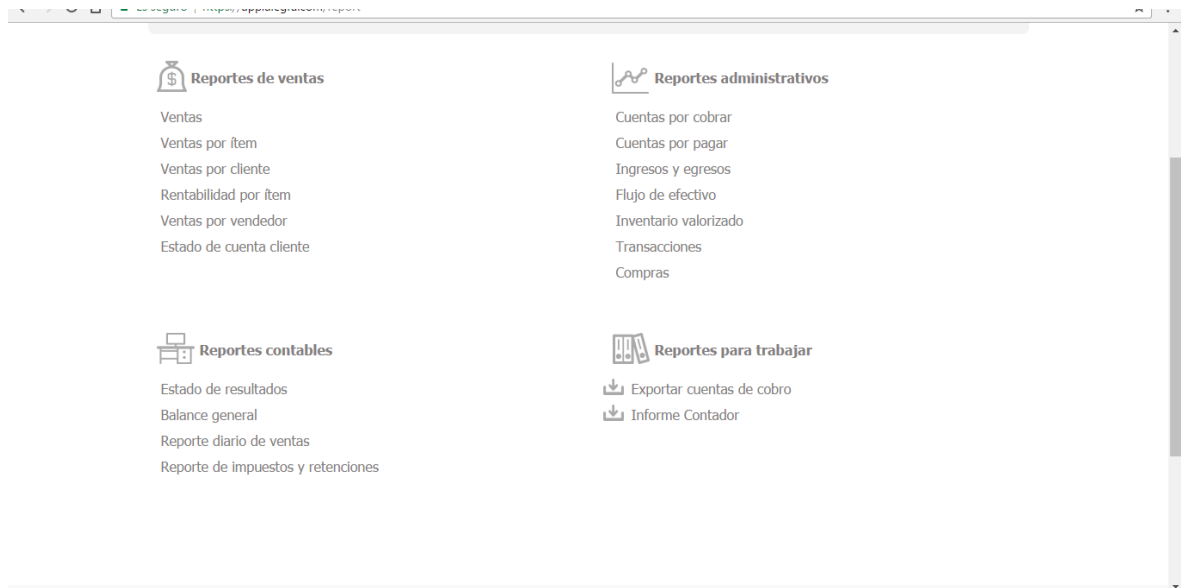 Reportes de ventas
Ventas
Ventas por ítem
Ventas por cliente
Rentabilidad por ítem
Ventas por vendedor
Estado de cuenta cliente
Reportes administrativos
Cuentas por cobrar
Cuentas por pagar
Ingresos y egresos
Flujo de efectivo
Inventario valorizado
Transacciones
Compras
Reportes contables
Estado de resultados
Balance general
Reporte diario de ventas
Reporte de impuestos y retenciones
Reportes para trabajar
Exportar cuentas de cobro
Informe Contador